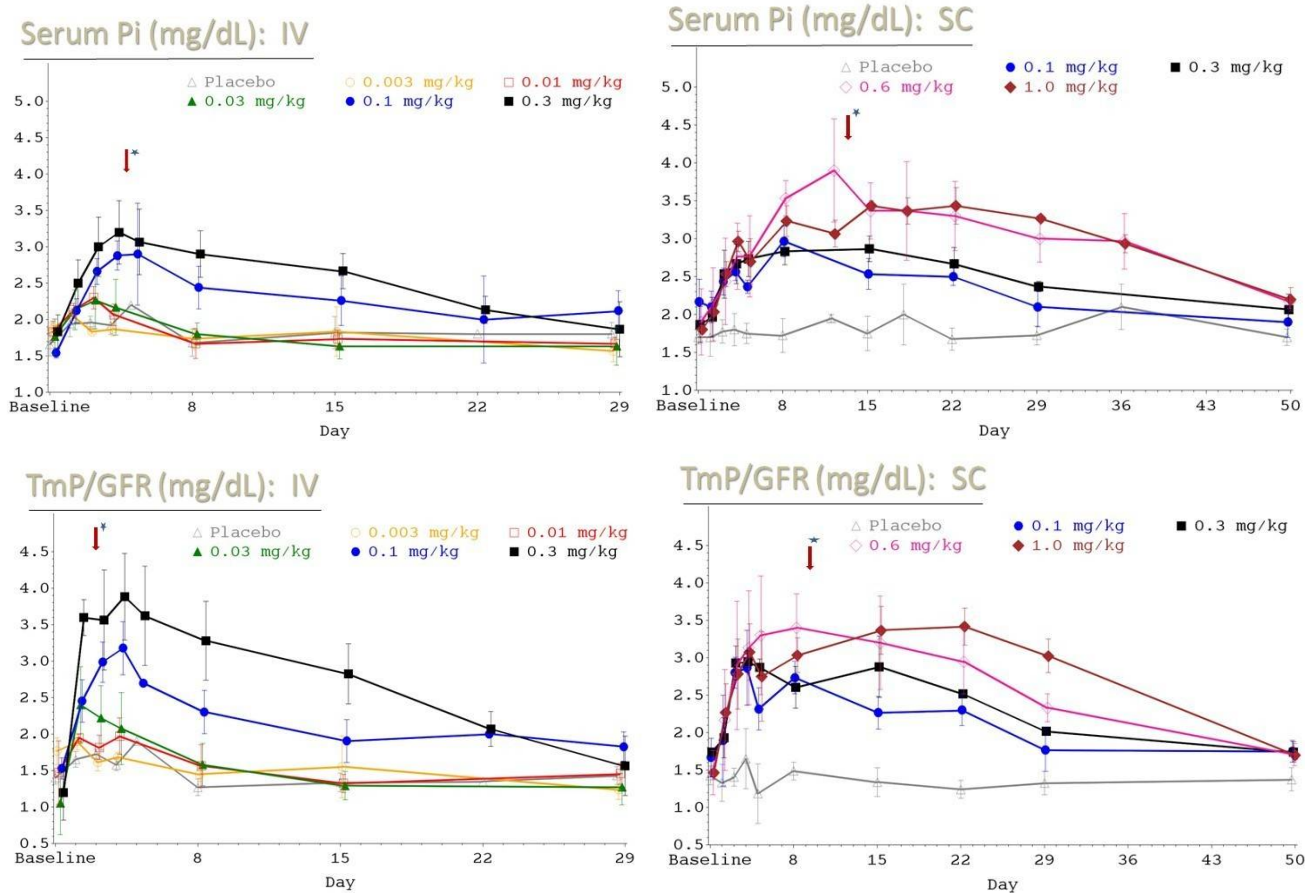 Serum Pi (mg/dL): IV
Placebo 0.003 mg/kg 0.01 mg/kg
0.03 mg/kg 0.1 mg/kg 0.3 mg/kg
5.0
4.5
4.0
3.5
3.0
2.5
2.0
1.5
1.0
Baseline 8 15 22 29
Day
Serum Pi (mg/dL): SC
Placebo 0.1 mg/kg 0.3 mg/kg
0.6 mg/kg 1.0 mg/kg
5.0
4.5
4.0
3.5
3.0
2.5
2.0
1.5
1.0
Baseline 8 15 22 29 36 43 50
Day
TmP/GFR (mg/dL): IV
Placebo 0.003 mg/kg 0.01 mg/kg
0.03 mg/kg 0.1 mg/kg 0.3 mg/kg
4.5
4.0
3.5
3.0
2.5
2.0
1.5
1.0
0.5
Baseline 8 15 22 29
Day
TmP/GFR (mg/dL): SC
Placebo 0.1 mg/kg 0.3 mg/kg
0.6 mg/kg 1.0 mg/kg
4.5
4.0
3.5
3.0
2.5
2.0
1.5
1.0
0.5
Baseline 8 15 22 29 36 43 50
Day